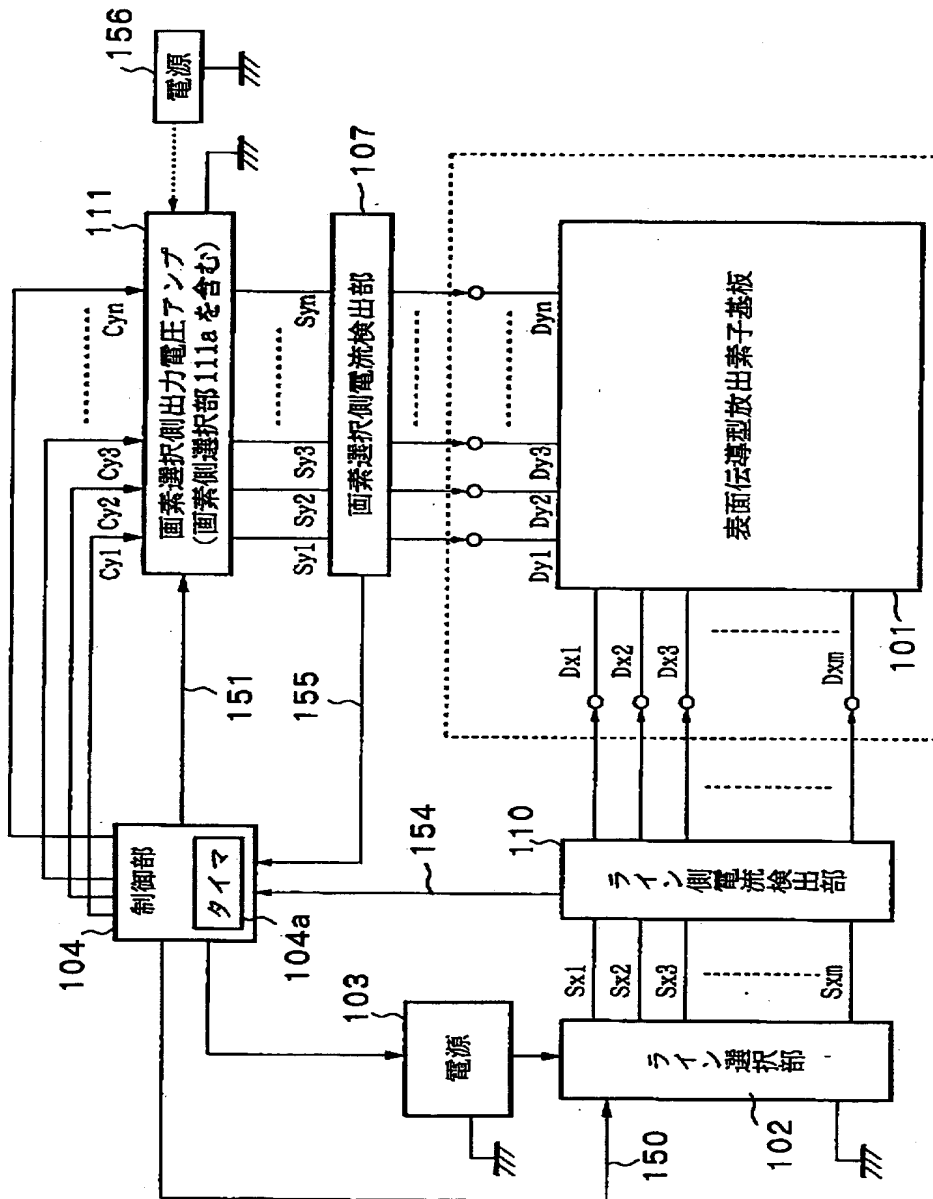 156
電源
111
画素選択側出力電圧アンプ
(画素側選択部111aを含む)
Cy1
Cy2
Cy3
Cyn
151
104
制御部
タイマ
104a
107
画素選択側電流検出部
Sy1
Sy2
Sy3
Syn
155
154
Dy1
Dy2
Dy3
Dyn
表面伝導型放出素子基板
101
Dx1
Dx2
Dx3
Dxm
110
ライン側電流検出部
Sx1
Sx2
Sx3
Sxm
103
電源
ライン選択部
102
150